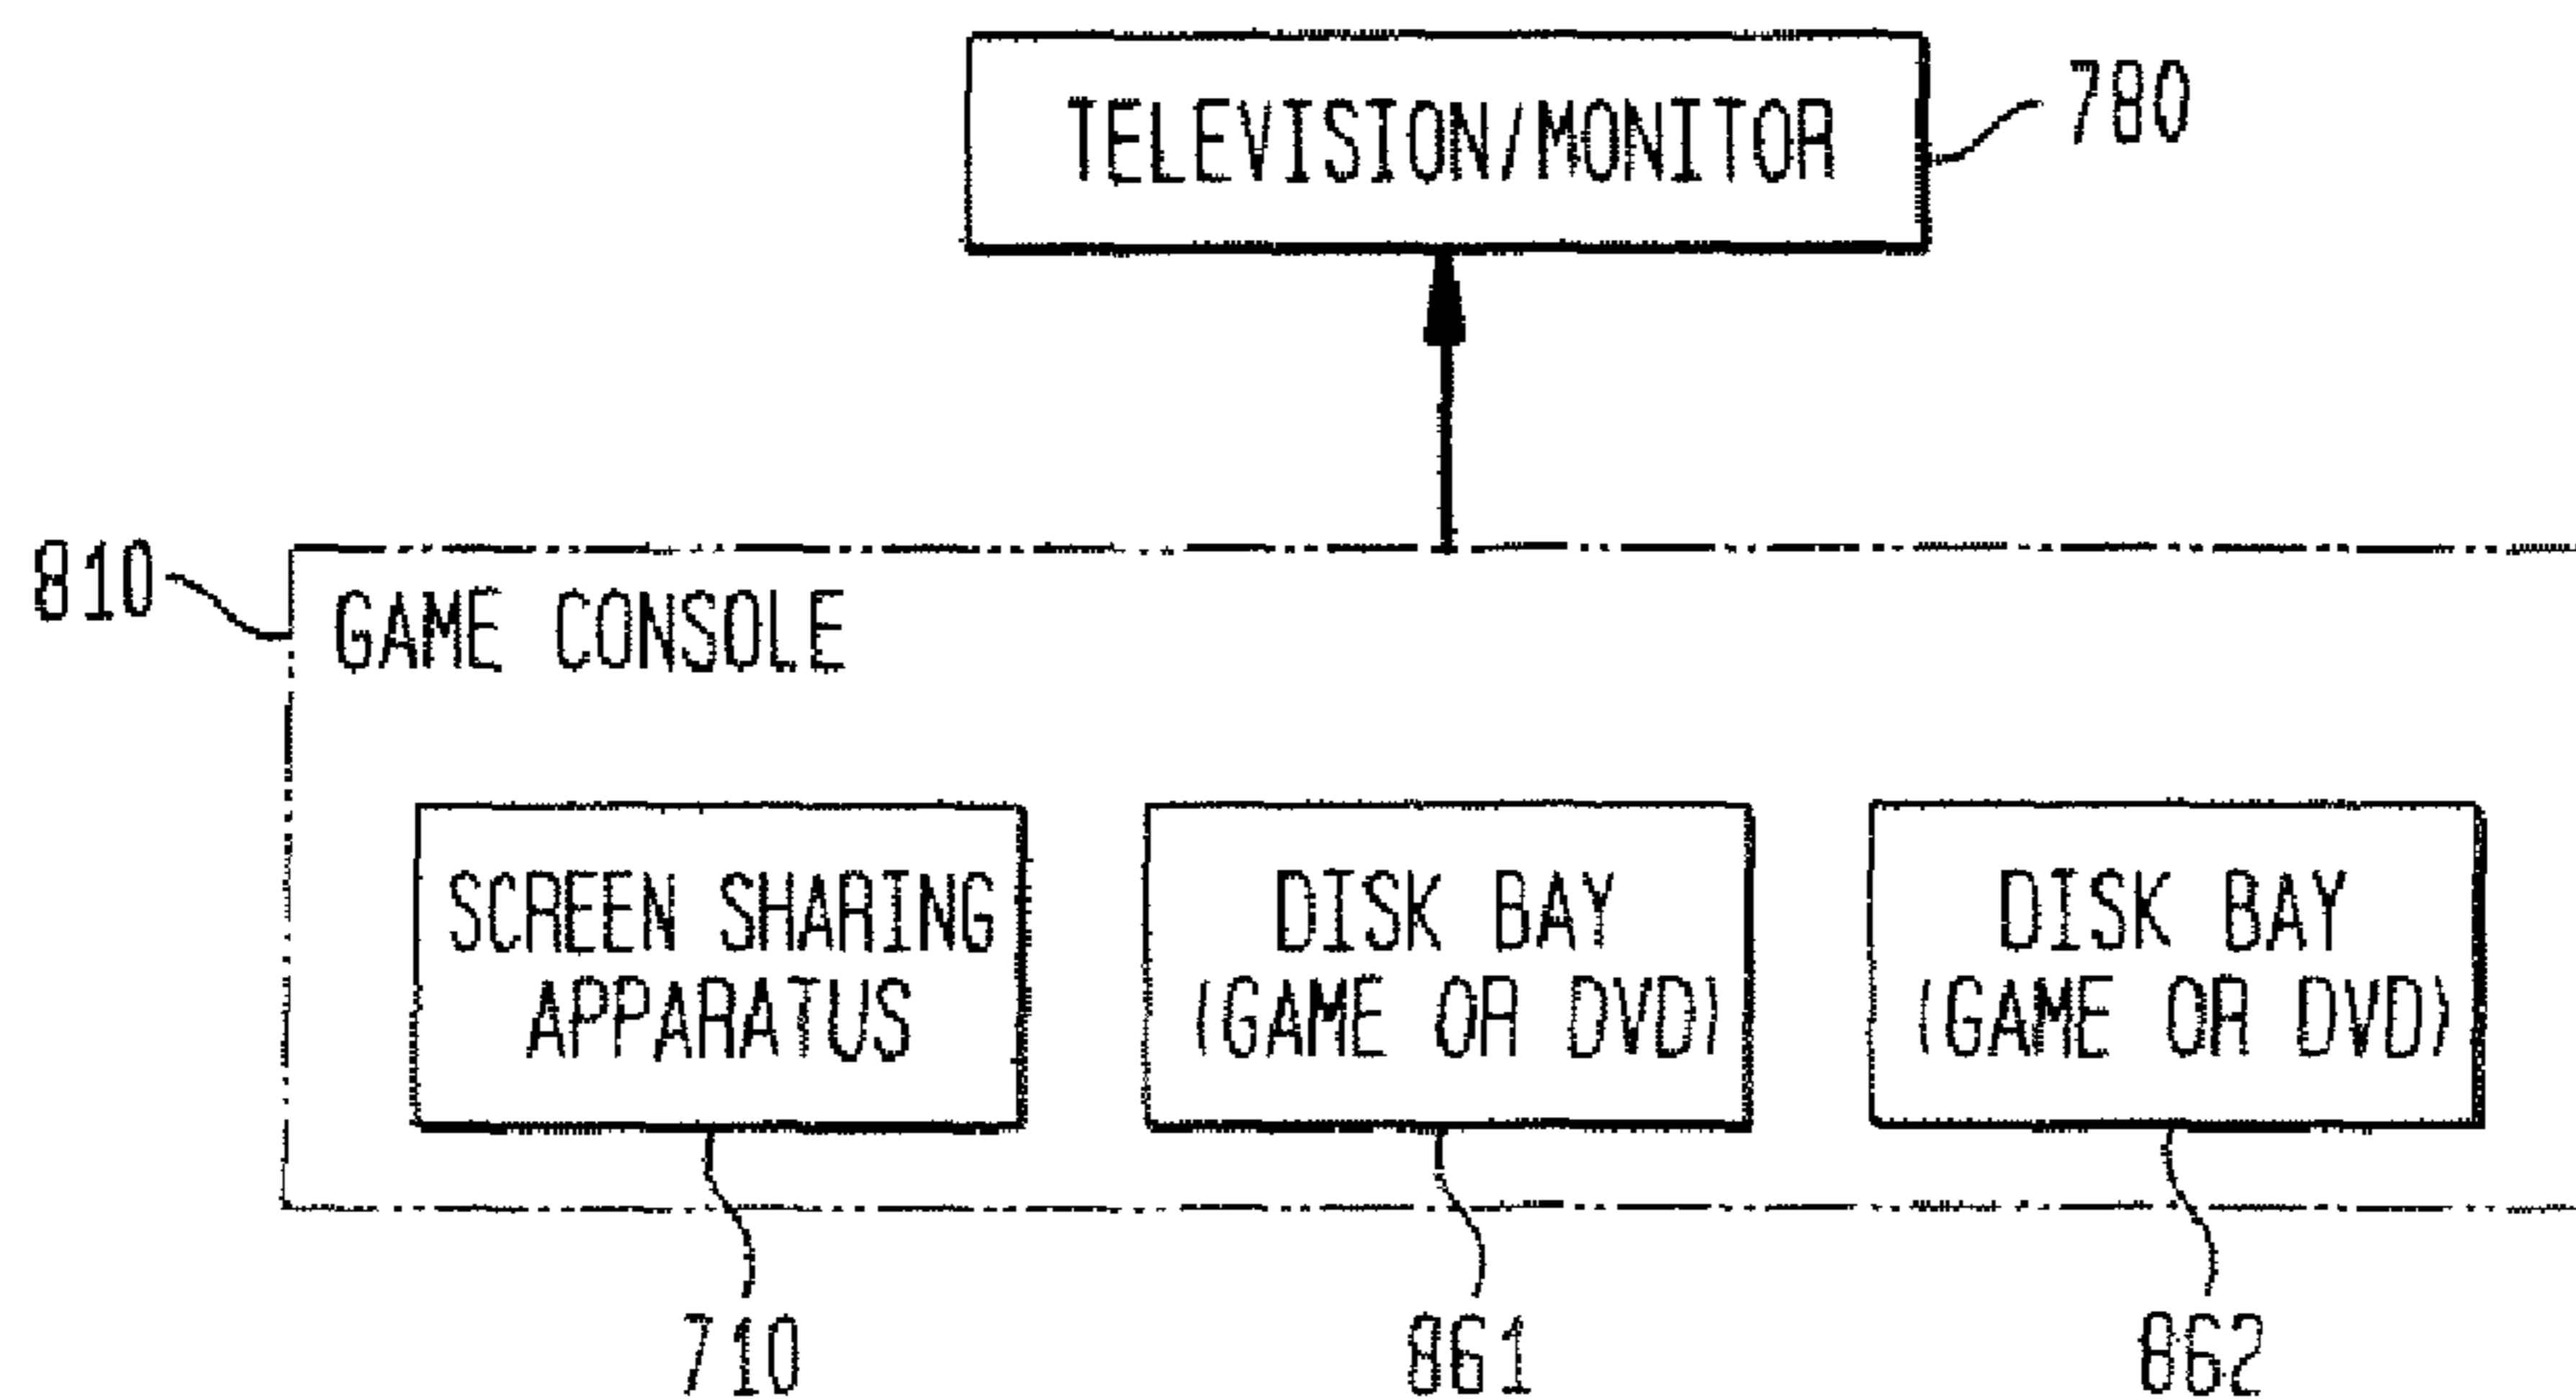 TELEVISION/MONITOR
780
810
GAME CONSOLE
SCREEN SHARING
APPARATUS
DISK BAY
(GAME OR DVD)
DISK BAY
(GAME OR DVD)
710
861
862